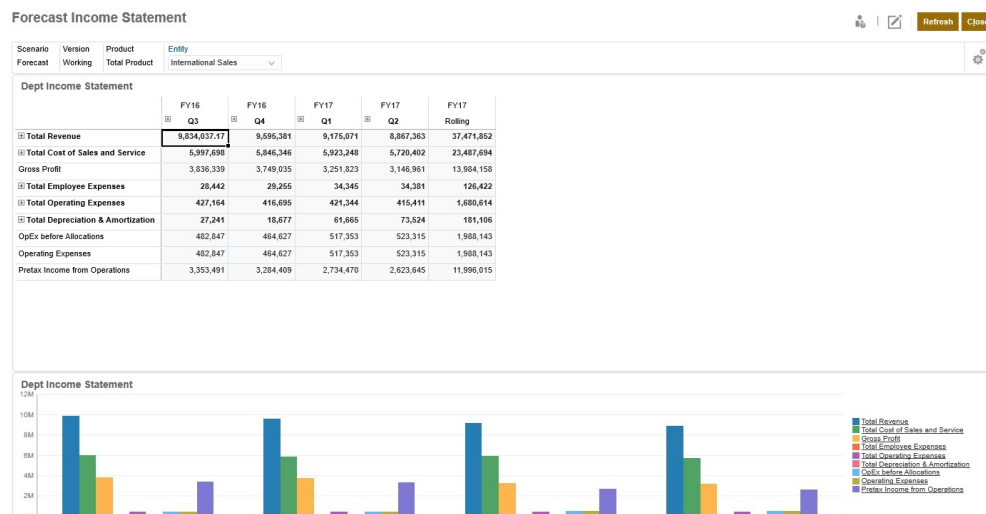 Forecast Income Statement
Refresh Close
Scenario Version Product Entity
Forecast Working Total Product International Sales
Dept Income Statement
FY16 FY16 FY17 FY17 FY17
Q3 Q4 Q1 Q2 Rolling
Total Revenue 9,834,037.17 9,595,381 9,175,071 8,867,363 37,471,852
Total Cost of Sales and Service 5,997,698 5,846,346 5,923,248 5,720,402 23,487,694
Gross Profit 3,836,339 3,749,035 3,251,823 3,146,961 13,984,158
Total Employee Expenses 28,442 29,255 34,345 34,381 126,422
Total Operating Expenses 427,164 416,695 421,344 415,411 1,680,614
Total Depreciation & Amortization 27,241 18,677 61,665 73,524 181,106
OpEx before Allocations 482,847 464,627 517,353 523,315 1,988,143
Operating Expenses 482,847 464,627 517,353 523,315 1,988,143
Pretax Income from Operations 3,353,491 3,284,409 2,734,470 2,623,645 11,996,015
Dept Income Statement
12M
10M
8M
6M
4M
2M
Total Revenue
Total Cost of Sales and Service
Gross Profit
Total Employee Expenses
Total Operating Expenses
Total Depreciation & Amortization
OpEx before Allocations
Operating Expenses
Pretax Income from Operations